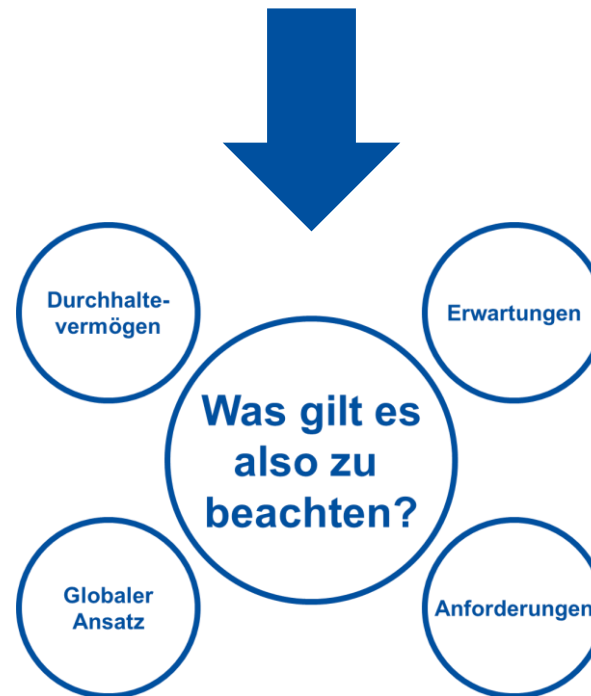 Durchhalte-
vermögen
Erwartungen
Was gilt es
also zu
beachten?
Globaler
Ansatz
Anforderungen